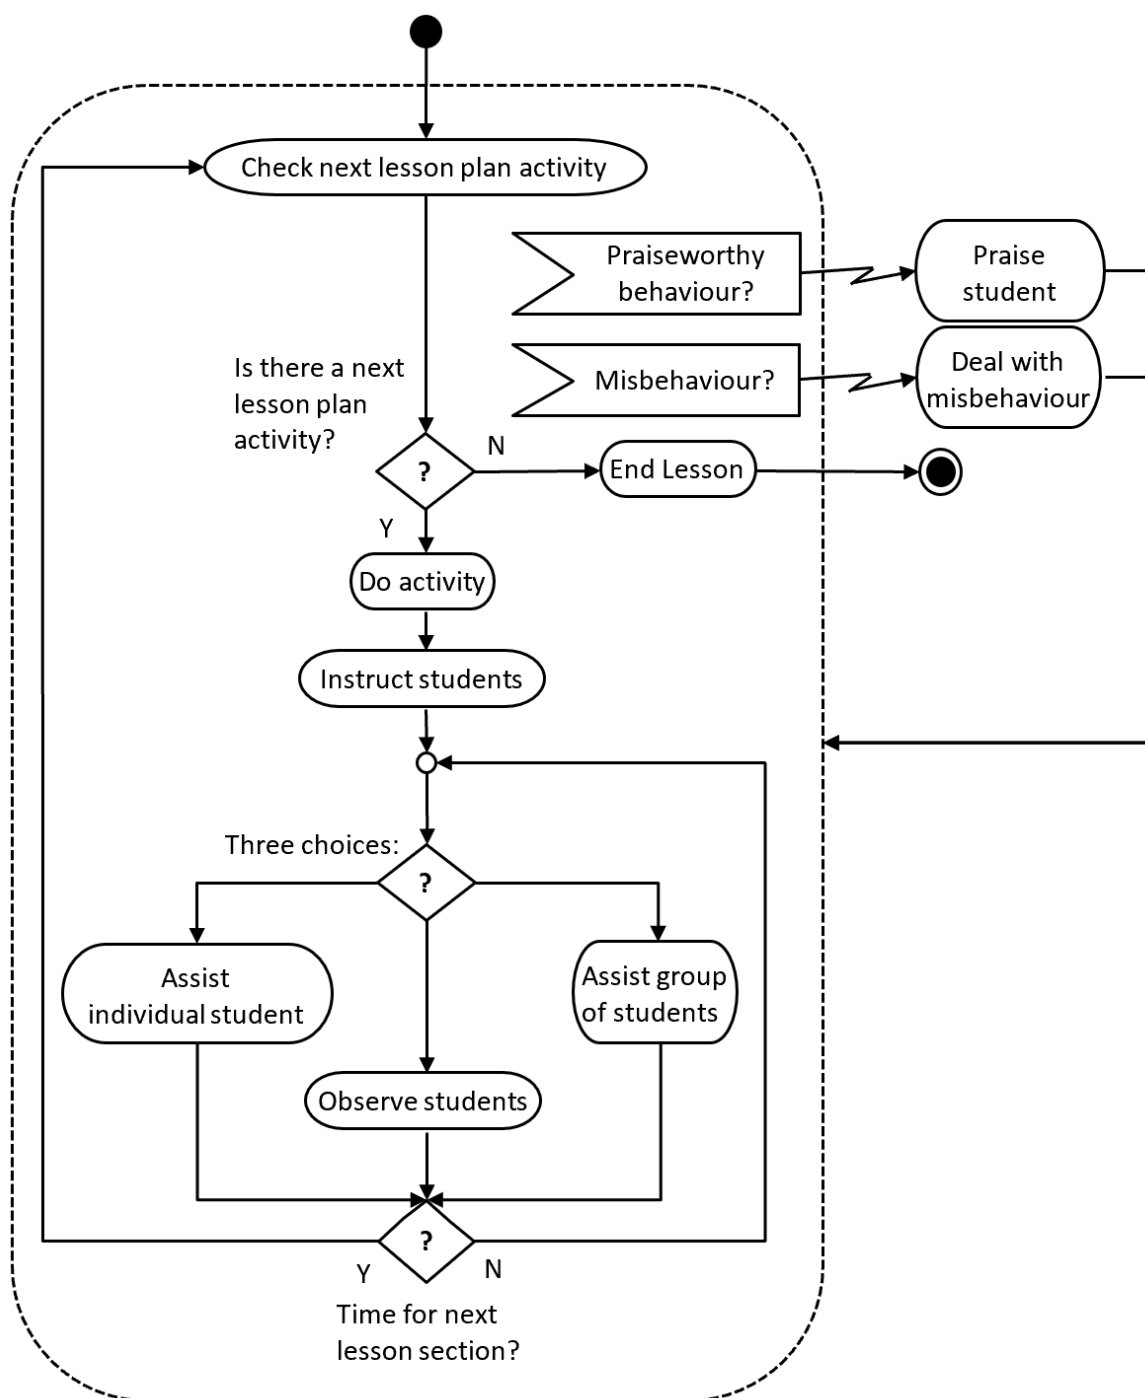 Check next lesson plan activity
Praiseworthy
behaviour?
Praise
student
Misbehaviour?
Deal with
misbehaviour
Is there a next
lesson plan
activity?
?
N
End Lesson
Y
Do activity
Instruct students
Three choices:
?
Assist
individual student
Assist group
of students
Observe students
?
Y
N
Time for next
lesson section?